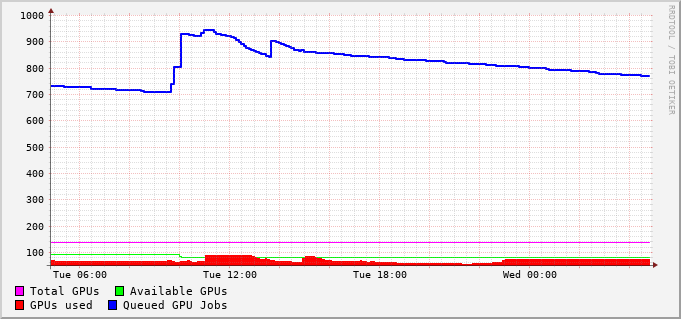 1000
900
800
700
600
500
400
300
200
100
Tue 06:00 Tue 12:00 Tue 18:00 Wed 00:00
Total GPUs Available GPUs
GPUs used Queued GPU Jobs
RRDTOOL / TOBI OETIKER